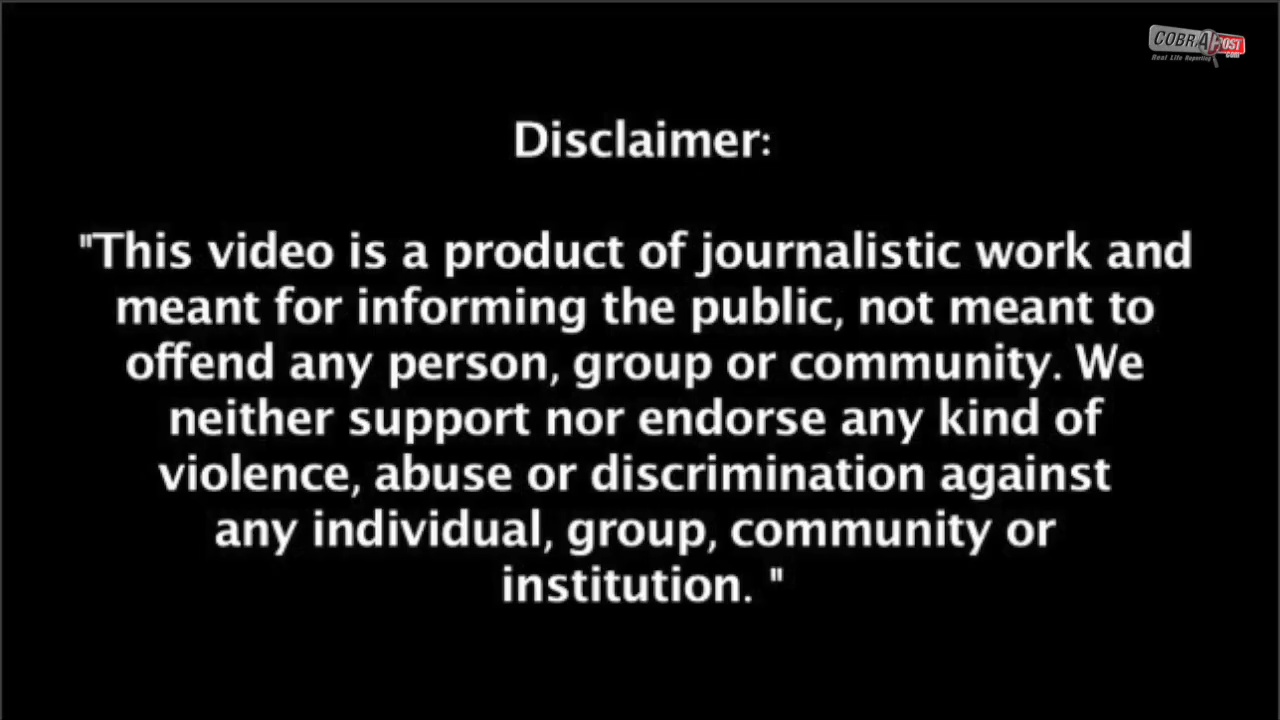 COBRAPOST
.com
Real Life Reporting
Disclaimer:
"This video is a product of journalistic work and
meant for informing the public, not meant to
offend any person, group or community. We
neither support nor endorse any kind of
violence, abuse or discrimination against
any individual, group, community or
institution. "